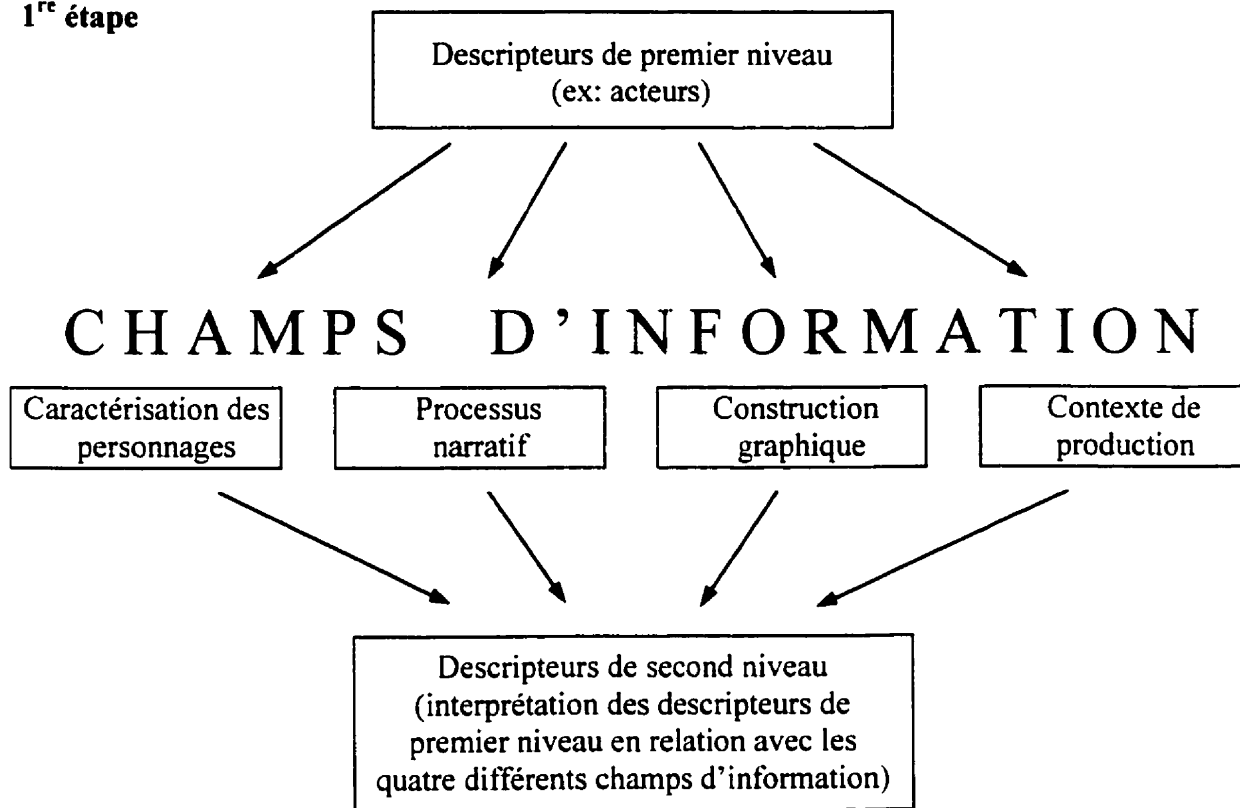 1re étape
Descripteurs de premier niveau
(ex: acteurs)
CHAMPS D'INFORMATION
Caractérisation des
personnages
Processus
narratif
Construction
graphique
Contexte de
production
Descripteurs de second niveau
(interprétation des descripteurs de
premier niveau en relation avec les
quatre différents champs d'information)